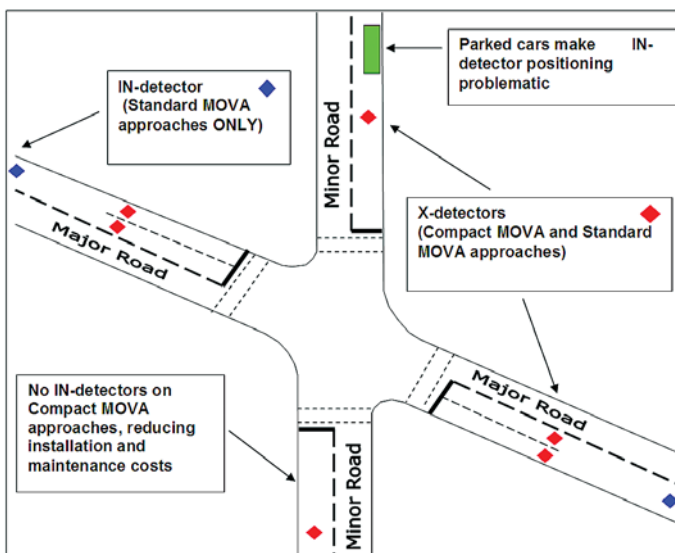 Parked cars make IN-
detector positioning
problematic
IN-detector
(Standard MOVA
approaches ONLY)
Minor Road
X-detectors
(Compact MOVA and Standard
MOVA approaches)
Major Road
Major Road
No IN-detectors on
Compact MOVA
approaches, reducing
installation and
maintenance costs
Minor Road